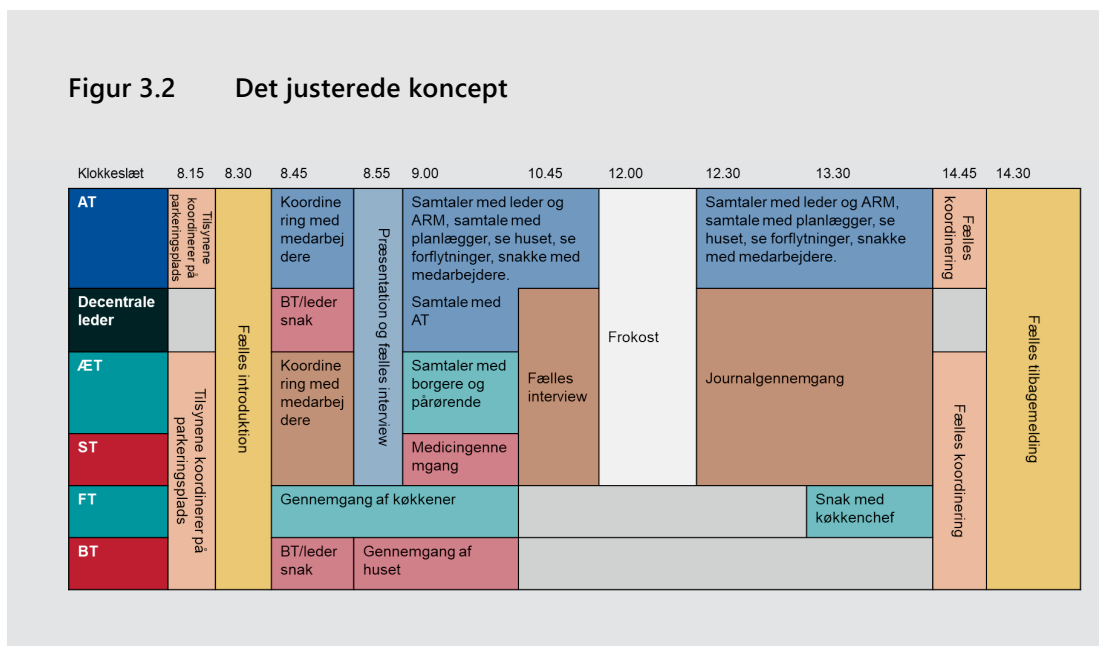 Figur 3.2 Det justerede koncept
Klokkeslæt 8.15 8.30 8.45 8.55 9.00 10.45 12.00 12.30 13.30 14.45 14.30
AT
Tilsynene
koordinerer på
parkeringsplads
Koordine
ring med
medarbej
dere
Samtaler med leder og
ARM, samtale med
planlægger, se huset, se
forflytninger, snakke med
medarbejdere.
Samtaler med leder og ARM,
samtale med planlægger, se
huset, se forflytninger, snakke
med medarbejdere.
Fælles
koordinering
Decentrale
leder
BT/leder
snak
Samtale med
AT
Fælles introduktion
Præsentation og fælles interview
Frokost
Fælles tilbagemelding
ÆT
Tilsynene koordinerer på
parkeringsplads
Koordine
ring med
medarbej
dere
Samtaler med
borgere og
pårørende
Fælles
interview
Journalgennemgang
Fælles koordinering
ST
Medicingenne
mgang
FT
Gennemgang af køkkener
Snak med
køkkenchef
BT
BT/leder
snak
Gennemgang af
huset